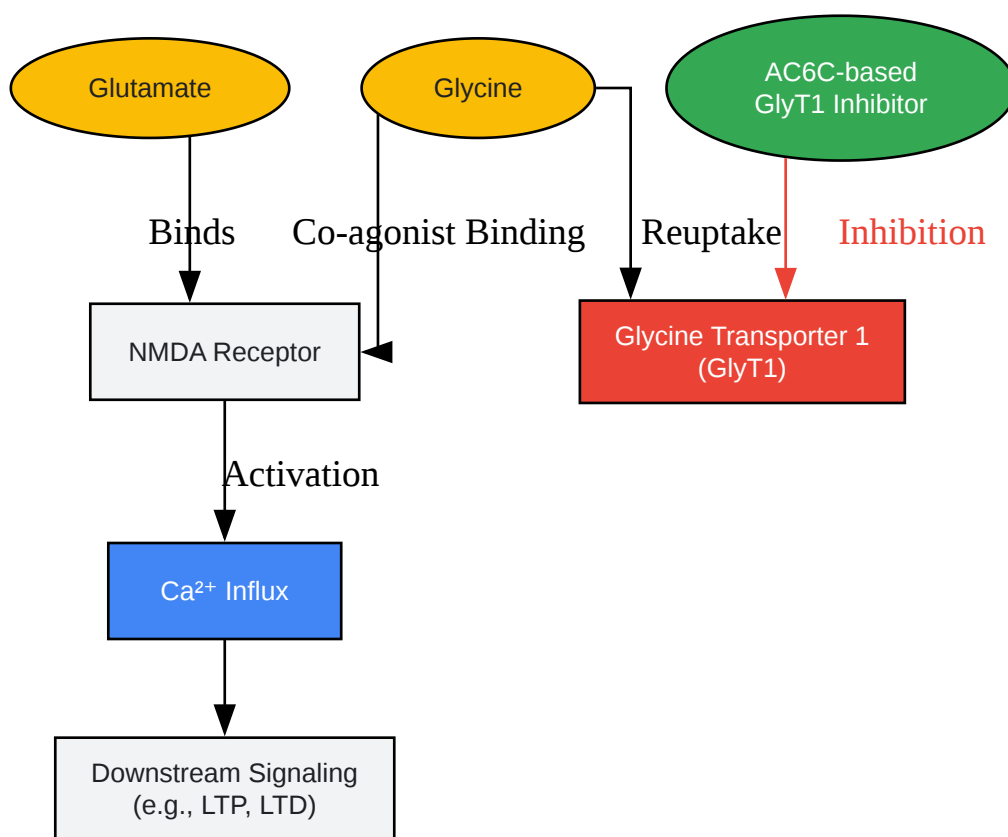 Glutamate
Glycine
AC6C-based
GlyT1 Inhibitor
Binds
Co-agonist Binding
Reuptake
Inhibition
NMDA Receptor
Glycine Transporter 1
(GlyT1)
Activation
Ca²⁺ Influx
Downstream Signaling
(e.g., LTP, LTD)